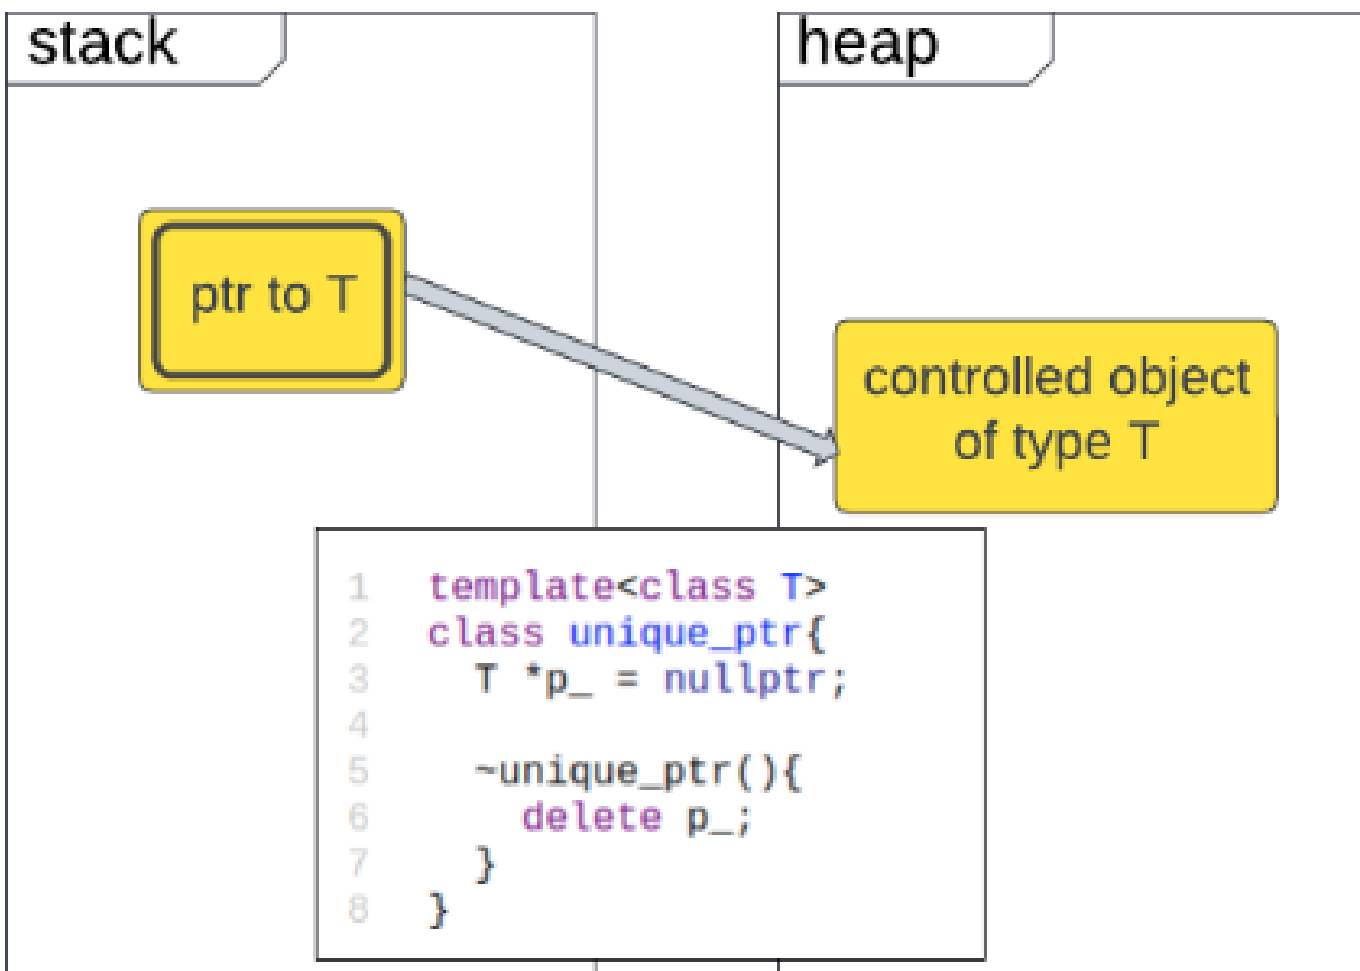 stack
heap
ptr to T
controlled object
of type T
1 template<class T>
2 class unique_ptr{
3   T *p_ = nullptr;
4
5   ~unique_ptr(){
6     delete p_;
7   }
8 }